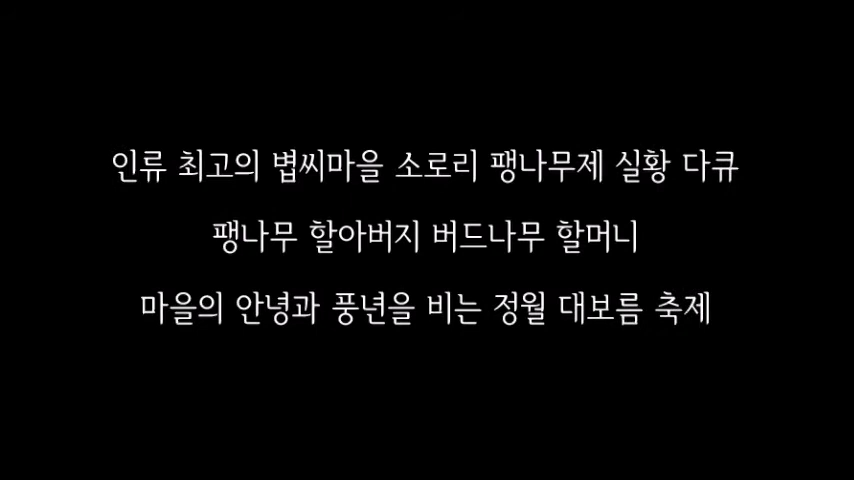 인류 최고의 볍씨마을 소로리 팽나무제 실황 다큐
팽나무 할아버지 버드나무 할머니
마을의 안녕과 풍년을 비는 정월 대보름 축제